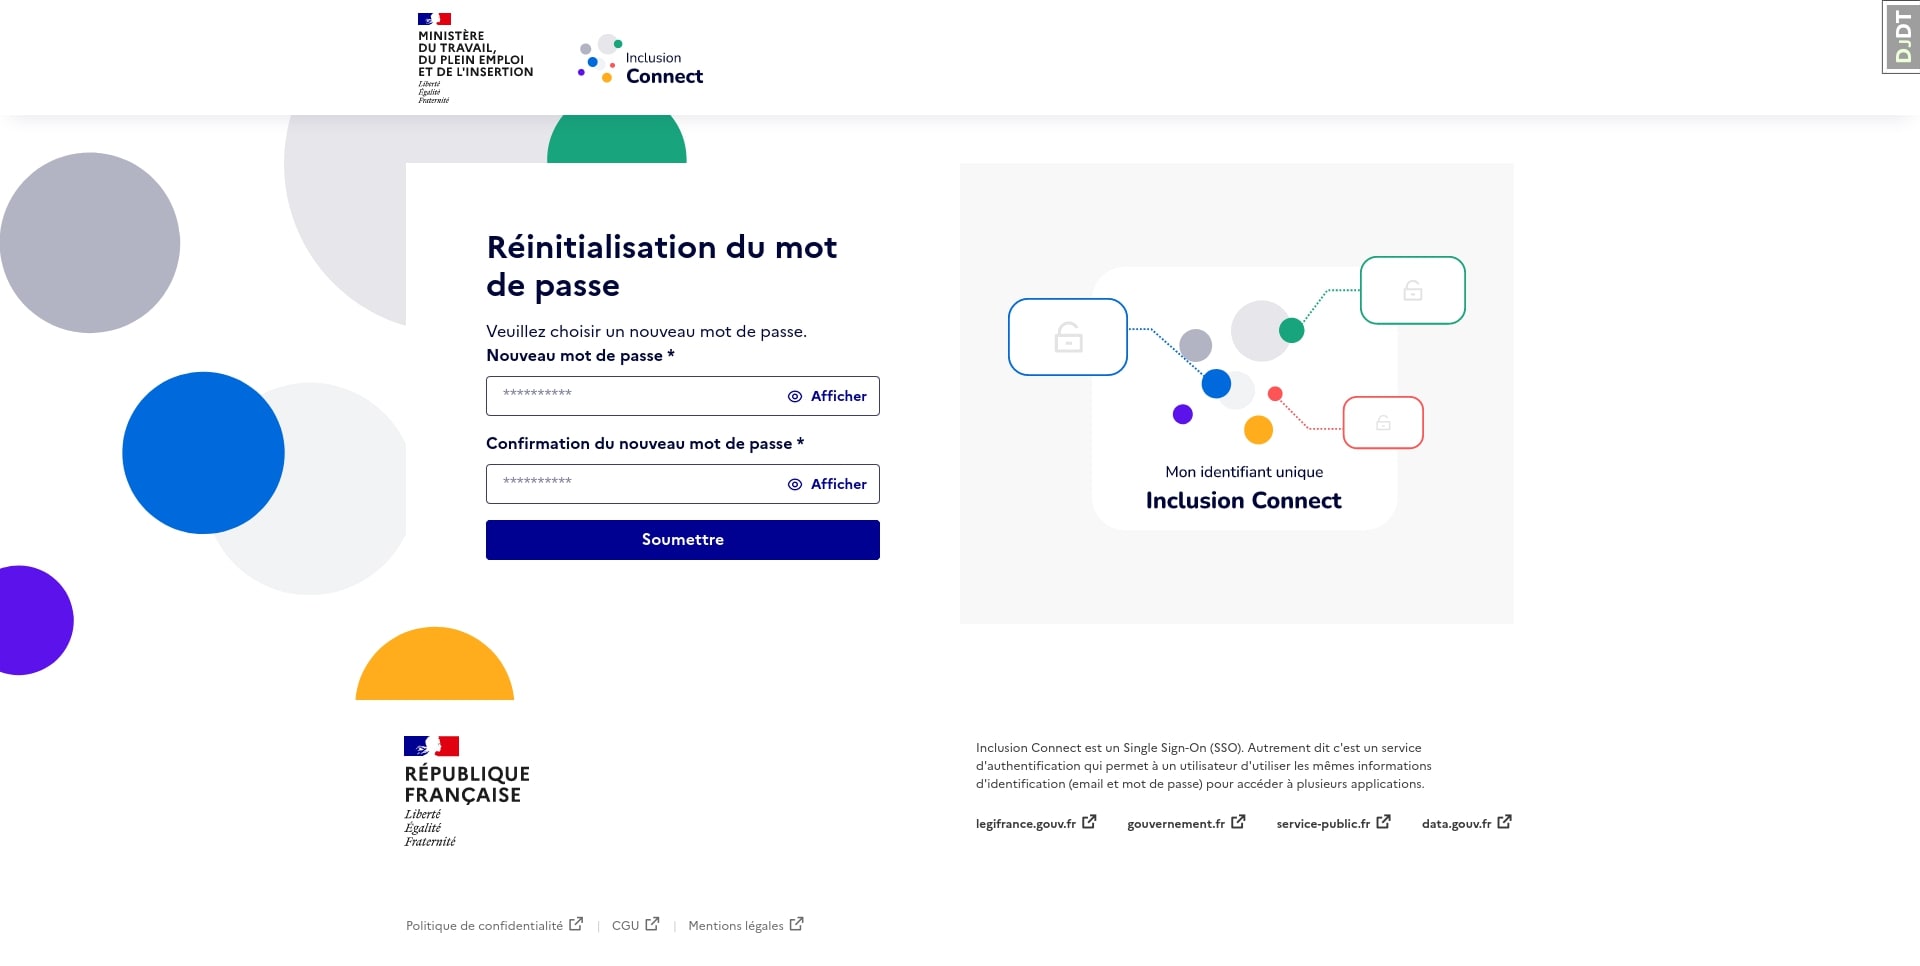 MINISTÈRE
DU TRAVAIL,
DU PLEIN EMPLOI
ET DE L'INSERTION
Liberté
Égalité
Fraternité
Inclusion
Connect
DJDT
Réinitialisation du mot
de passe
Veuillez choisir un nouveau mot de passe.
Nouveau mot de passe *
********** Afficher
Confirmation du nouveau mot de passe *
********** Afficher
Soumettre
Mon identifiant unique
Inclusion Connect
RÉPUBLIQUE
FRANÇAISE
Liberté
Égalité
Fraternité
Inclusion Connect est un Single Sign-On (SSO). Autrement dit c'est un service
d'authentification qui permet à un utilisateur d'utiliser les mêmes informations
d'identification (email et mot de passe) pour accéder à plusieurs applications.
legifrance.gouv.fr gouvernement.fr service-public.fr data.gouv.fr
Politique de confidentialité | CGU | Mentions légales